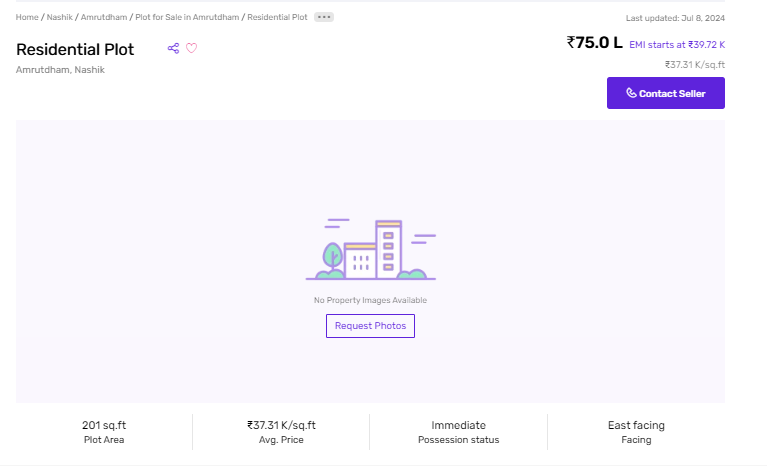 Home / Nashik / Amrutdham / Plot for Sale in Amrutdham / Residential Plot
Last updated: Jul 8, 2024
Residential Plot
₹75.0 L EMI starts at ₹39.72 K
Amrutdham, Nashik
₹37.31 K/sq.ft
Contact Seller
No Property Images Available
Request Photos
201 sq.ft
Plot Area
₹37.31 K/sq.ft
Avg. Price
Immediate
Possession status
East facing
Facing